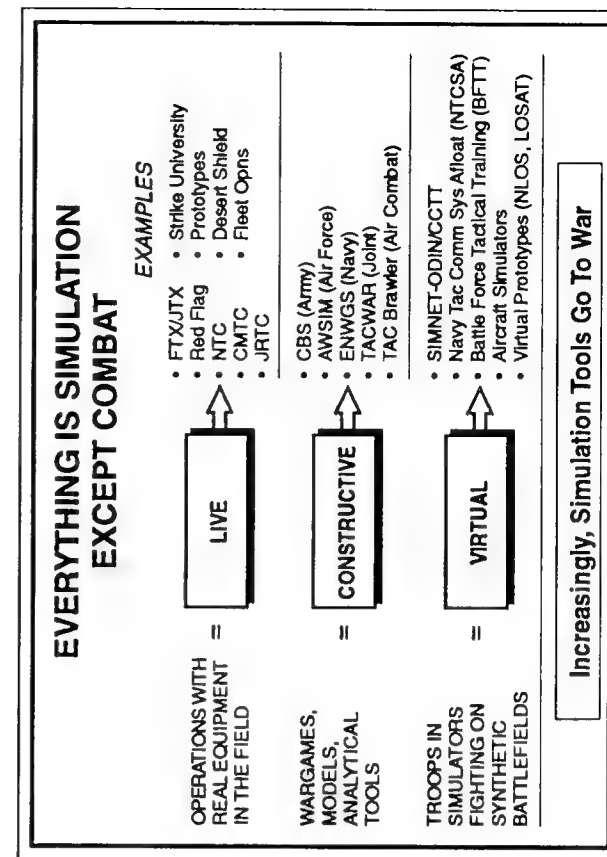 EVERYTHING IS SIMULATION
EXCEPT COMBAT
EXAMPLES
OPERATIONS WITH
REAL EQUIPMENT
IN THE FIELD
=
LIVE
• FTX/JTX
• Red Flag
• NTC
• CMTC
• JRTC
• Strike University
• Prototypes
• Desert Shield
• Fleet Opns
WARGAMES,
MODELS,
ANALYTICAL
TOOLS
=
CONSTRUCTIVE
• CBS (Army)
• AWSIM (Air Force)
• ENWGS (Navy)
• TACWAR (Joint)
• TAC Brawler (Air Combat)
TROOPS IN
SIMULATORS
FIGHTING ON
SYNTHETIC
BATTLEFIELDS
=
VIRTUAL
• SIMNET-ODIN/CCTT
• Navy Tac Comm Sys Afloat (NTCSA)
• Battle Force Tactical Training (BFTT)
• Aircraft Simulators
• Virtual Prototypes (NLOS, LOSAT)
Increasingly, Simulation Tools Go To War